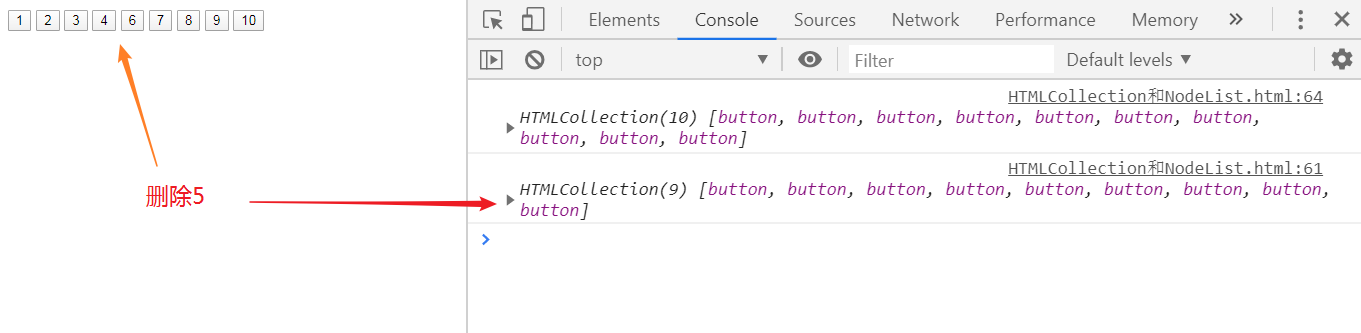 1 2 3 4 6 7 8 9 10
删除5
Elements Console Sources Network Performance Memory »
top Filter Default levels
HTMLCollection和NodeList.html:64
HTMLCollection(10) [button, button, button, button, button, button, button,
button, button, button]
HTMLCollection和NodeList.html:61
HTMLCollection(9) [button, button, button, button, button, button, button, button,
button]